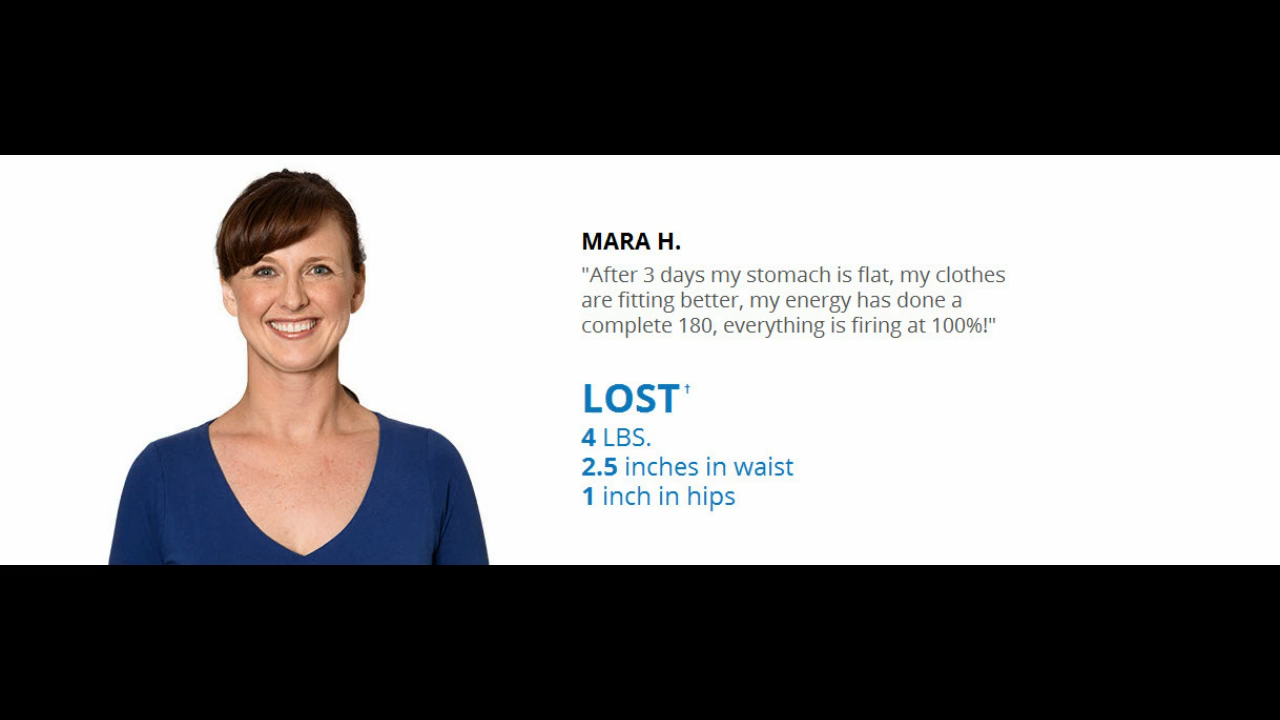 MARA H.
"After 3 days my stomach is flat, my clothes
are fitting better, my energy has done a
complete 180, everything is firing at 100%!"
LOST†
4 LBS.
2.5 inches in waist
1 inch in hips